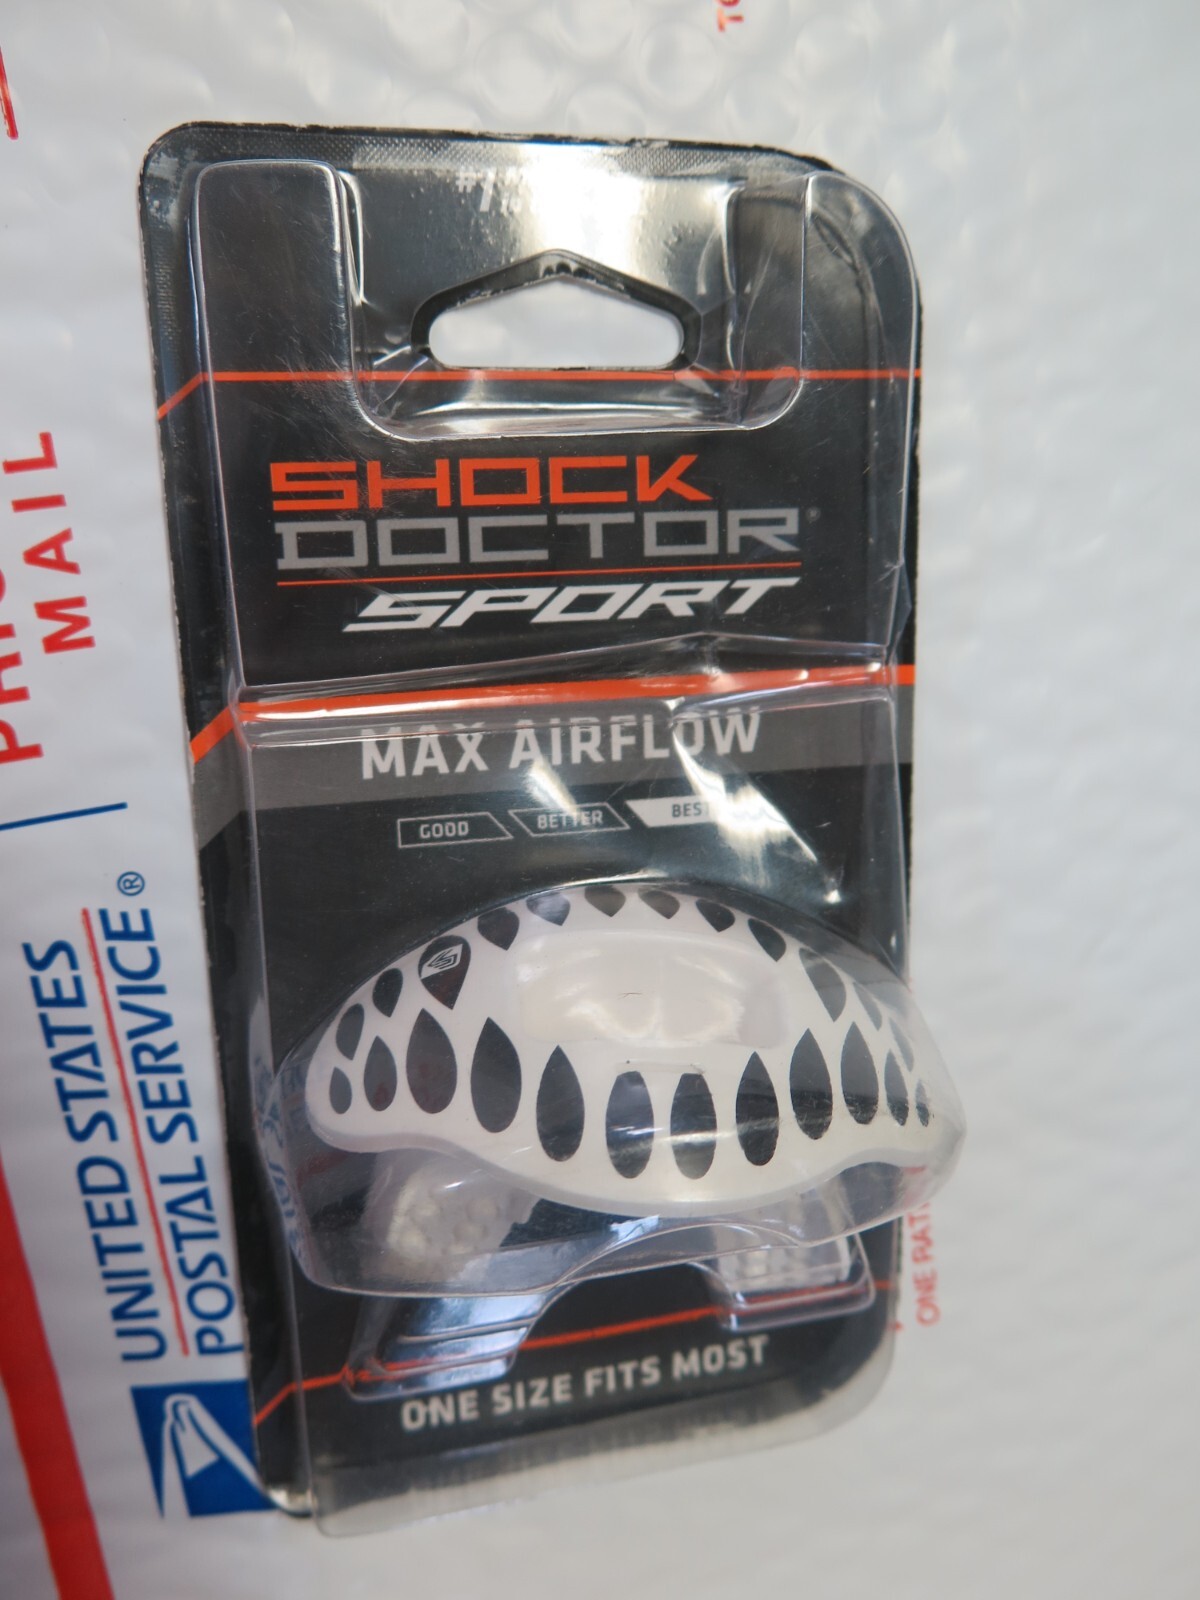 SHOCK
DOCTOR®
SPORT
MAX AIRFLOW
GOOD BETTER BEST
ONE SIZE FITS MOST
MAIL
UNITED STATES
POSTAL SERVICE®